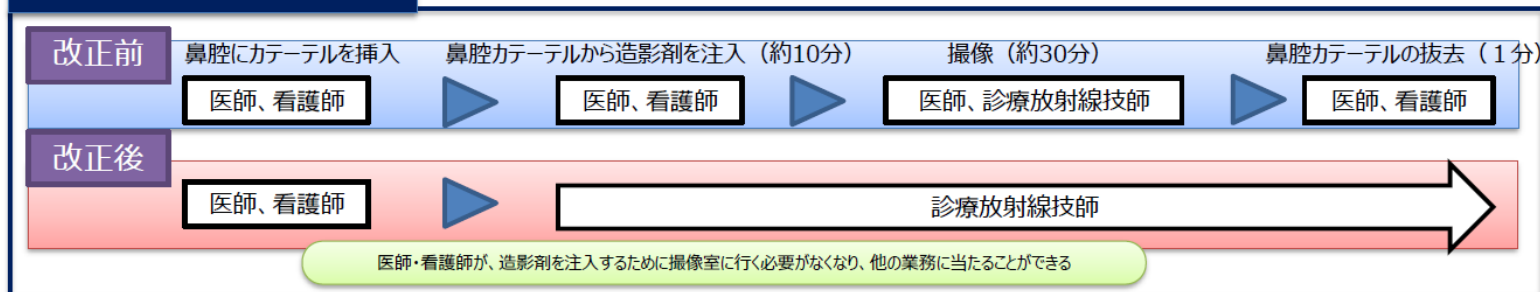 改正前
鼻腔にカテーテルを挿入
鼻腔カテーテルから造影剤を注入（約10分）
撮像（約30分）
鼻腔カテーテルの抜去（１分）
医師、看護師
医師、看護師
医師、診療放射線技師
医師、看護師
改正後
医師、看護師
診療放射線技師
医師・看護師が、造影剤を注入するために撮像室に行く必要がなくなり、他の業務に当たることができる